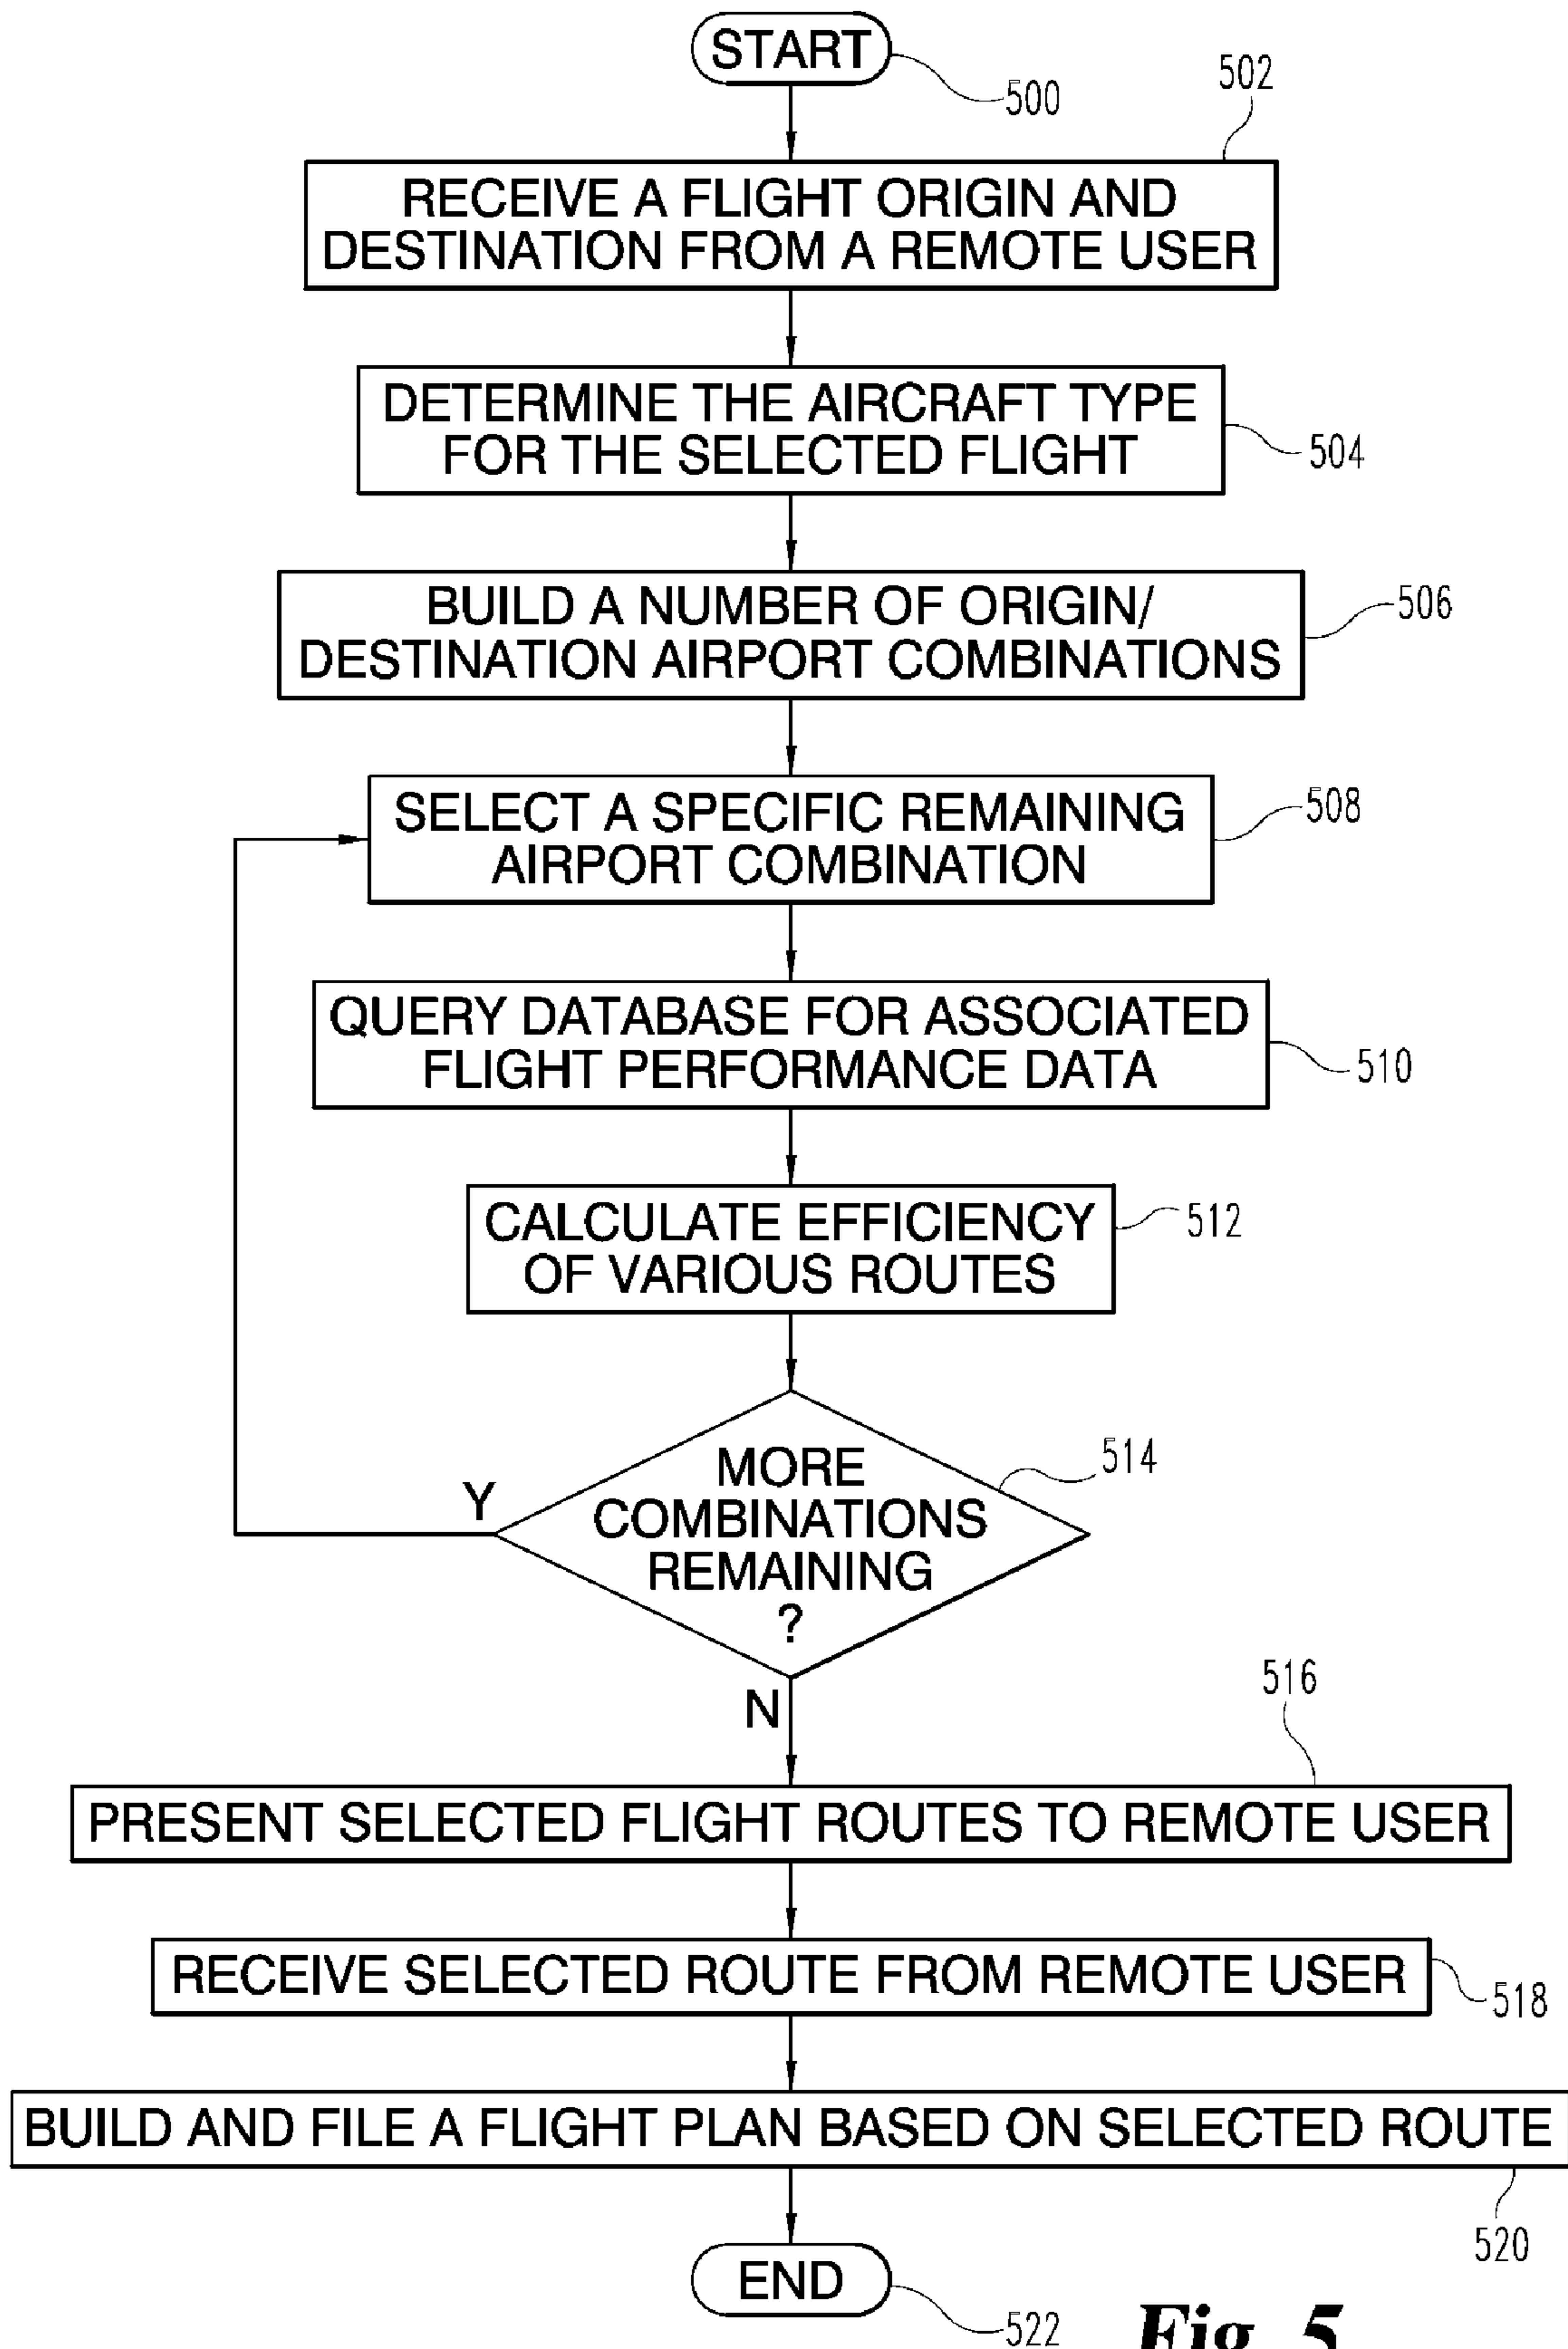 START
500
502
RECEIVE A FLIGHT ORIGIN AND
DESTINATION FROM A REMOTE USER
DETERMINE THE AIRCRAFT TYPE
FOR THE SELECTED FLIGHT
504
BUILD A NUMBER OF ORIGIN/
DESTINATION AIRPORT COMBINATIONS
506
SELECT A SPECIFIC REMAINING
AIRPORT COMBINATION
508
QUERY DATABASE FOR ASSOCIATED
FLIGHT PERFORMANCE DATA
510
CALCULATE EFFICIENCY
OF VARIOUS ROUTES
512
MORE
COMBINATIONS
REMAINING
?
514
Y
N
516
PRESENT SELECTED FLIGHT ROUTES TO REMOTE USER
RECEIVE SELECTED ROUTE FROM REMOTE USER
518
BUILD AND FILE A FLIGHT PLAN BASED ON SELECTED ROUTE
520
END
522
Fig. 5